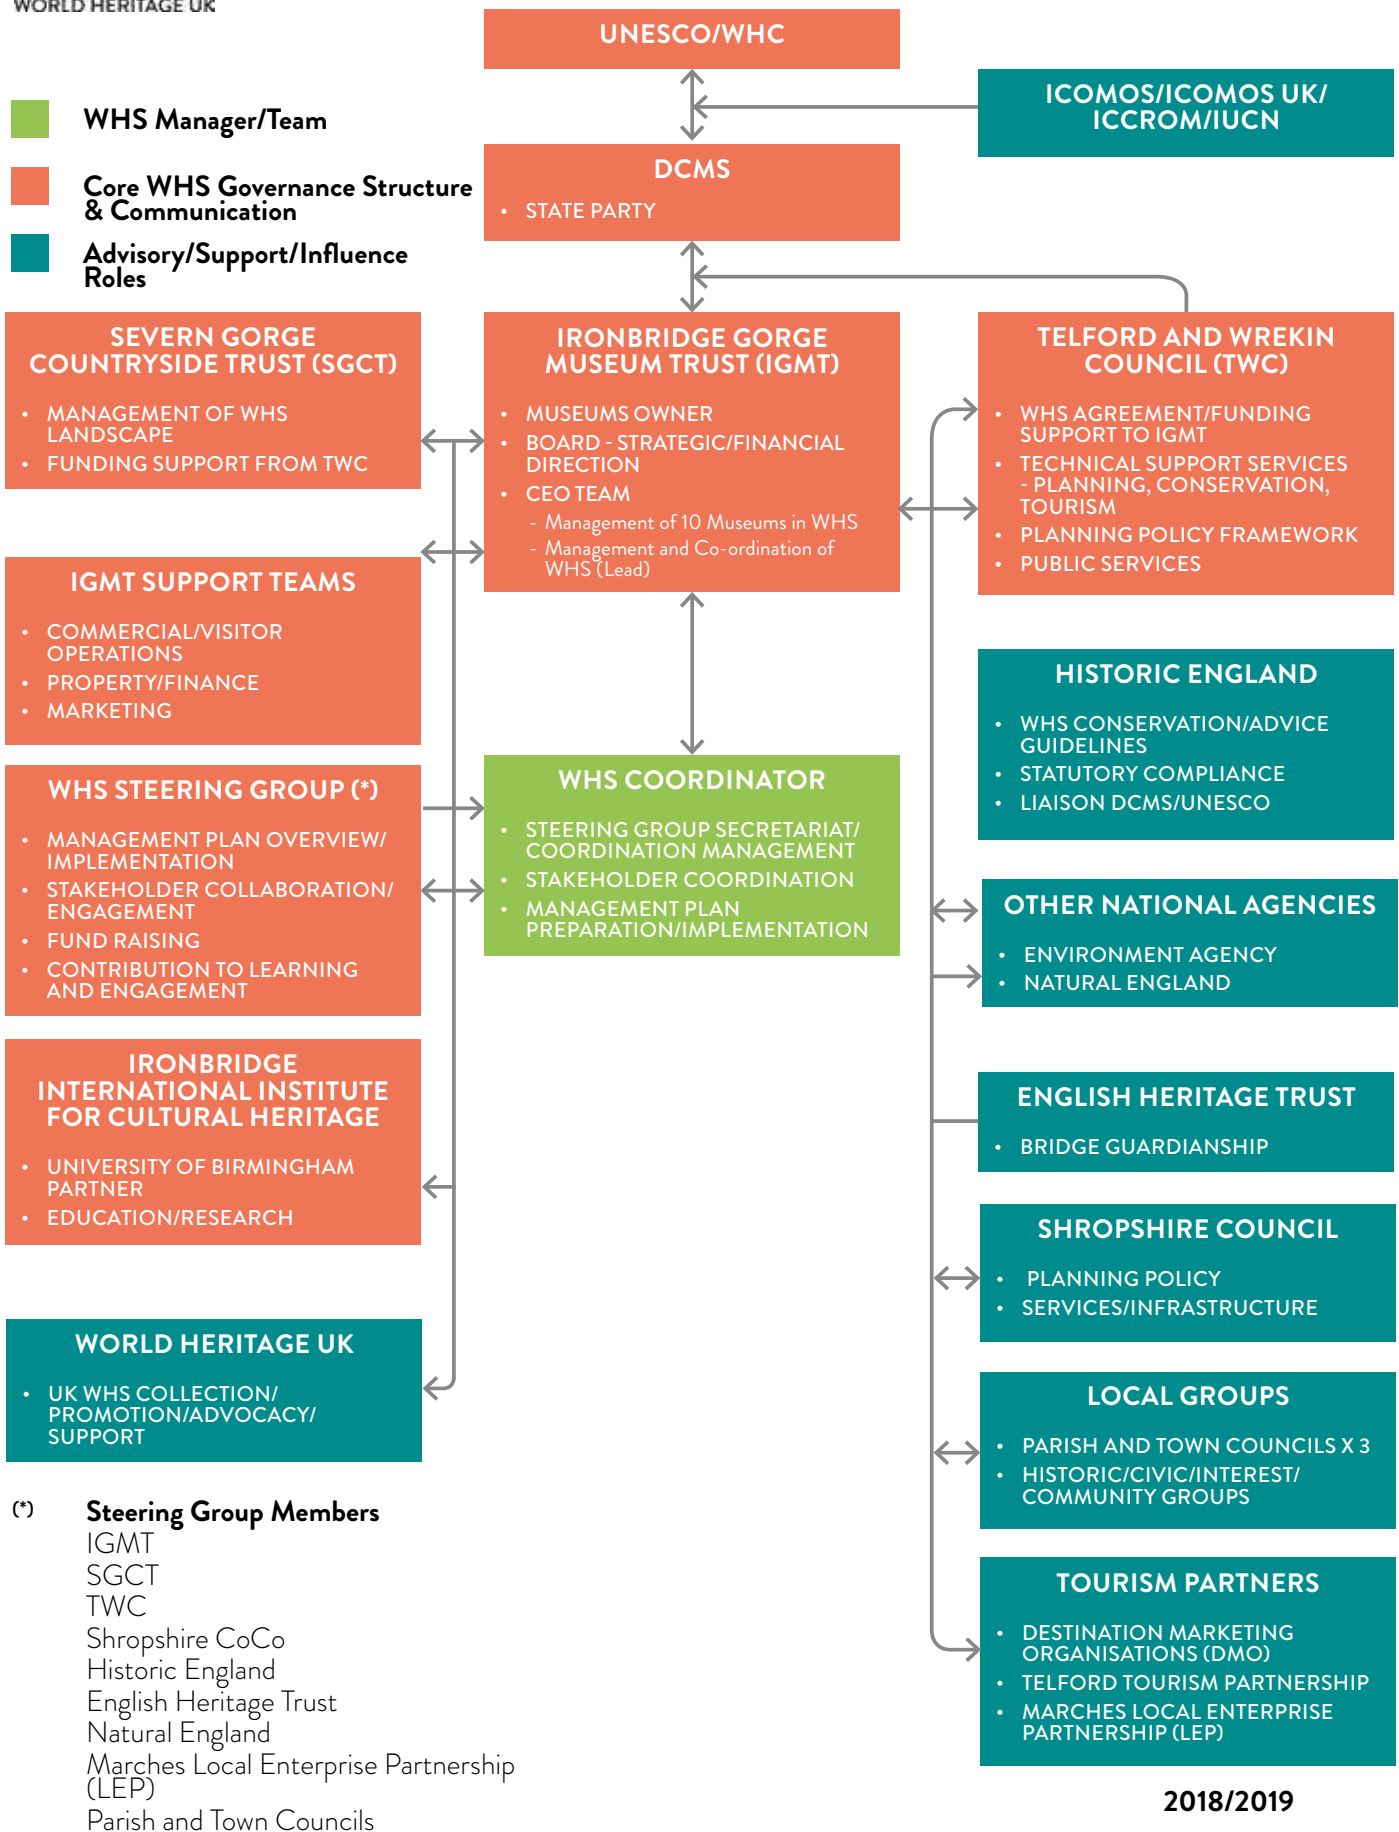 WORLD HERITAGE UK
UNESCO/WHC
ICOMOS/ICOMOS UK/
ICCROM/IUCN
WHS Manager/Team
Core WHS Governance Structure
& Communication
Advisory/Support/Influence
Roles
DCMS
• STATE PARTY
SEVERN GORGE
COUNTRYSIDE TRUST (SGCT)
• MANAGEMENT OF WHS
LANDSCAPE
• FUNDING SUPPORT FROM TWC
IRONBRIDGE GORGE
MUSEUM TRUST (IGMT)
• MUSEUMS OWNER
• BOARD - STRATEGIC/FINANCIAL
DIRECTION
• CEO TEAM
- Management of 10 Museums in WHS
- Management and Co-ordination of
WHS (Lead)
TELFORD AND WREKIN
COUNCIL (TWC)
• WHS AGREEMENT/FUNDING
SUPPORT TO IGMT
• TECHNICAL SUPPORT SERVICES
- PLANNING, CONSERVATION,
TOURISM
• PLANNING POLICY FRAMEWORK
• PUBLIC SERVICES
IGMT SUPPORT TEAMS
• COMMERCIAL/VISITOR
OPERATIONS
• PROPERTY/FINANCE
• MARKETING
HISTORIC ENGLAND
• WHS CONSERVATION/ADVICE
GUIDELINES
• STATUTORY COMPLIANCE
• LIAISON DCMS/UNESCO
WHS STEERING GROUP (*)
• MANAGEMENT PLAN OVERVIEW/
IMPLEMENTATION
• STAKEHOLDER COLLABORATION/
ENGAGEMENT
• FUND RAISING
• CONTRIBUTION TO LEARNING
AND ENGAGEMENT
WHS COORDINATOR
• STEERING GROUP SECRETARIAT/
COORDINATION MANAGEMENT
• STAKEHOLDER COORDINATION
• MANAGEMENT PLAN
PREPARATION/IMPLEMENTATION
OTHER NATIONAL AGENCIES
• ENVIRONMENT AGENCY
• NATURAL ENGLAND
IRONBRIDGE
INTERNATIONAL INSTITUTE
FOR CULTURAL HERITAGE
• UNIVERSITY OF BIRMINGHAM
PARTNER
• EDUCATION/RESEARCH
ENGLISH HERITAGE TRUST
• BRIDGE GUARDIANSHIP
SHROPSHIRE COUNCIL
• PLANNING POLICY
• SERVICES/INFRASTRUCTURE
WORLD HERITAGE UK
• UK WHS COLLECTION/
PROMOTION/ADVOCACY/
SUPPORT
LOCAL GROUPS
• PARISH AND TOWN COUNCILS X 3
• HISTORIC/CIVIC/INTEREST/
COMMUNITY GROUPS
TOURISM PARTNERS
• DESTINATION MARKETING
ORGANISATIONS (DMO)
• TELFORD TOURISM PARTNERSHIP
• MARCHES LOCAL ENTERPRISE
PARTNERSHIP (LEP)
(*) Steering Group Members
IGMT
SGCT
TWC
Shropshire CoCo
Historic England
English Heritage Trust
Natural England
Marches Local Enterprise Partnership
(LEP)
Parish and Town Councils
2018/2019